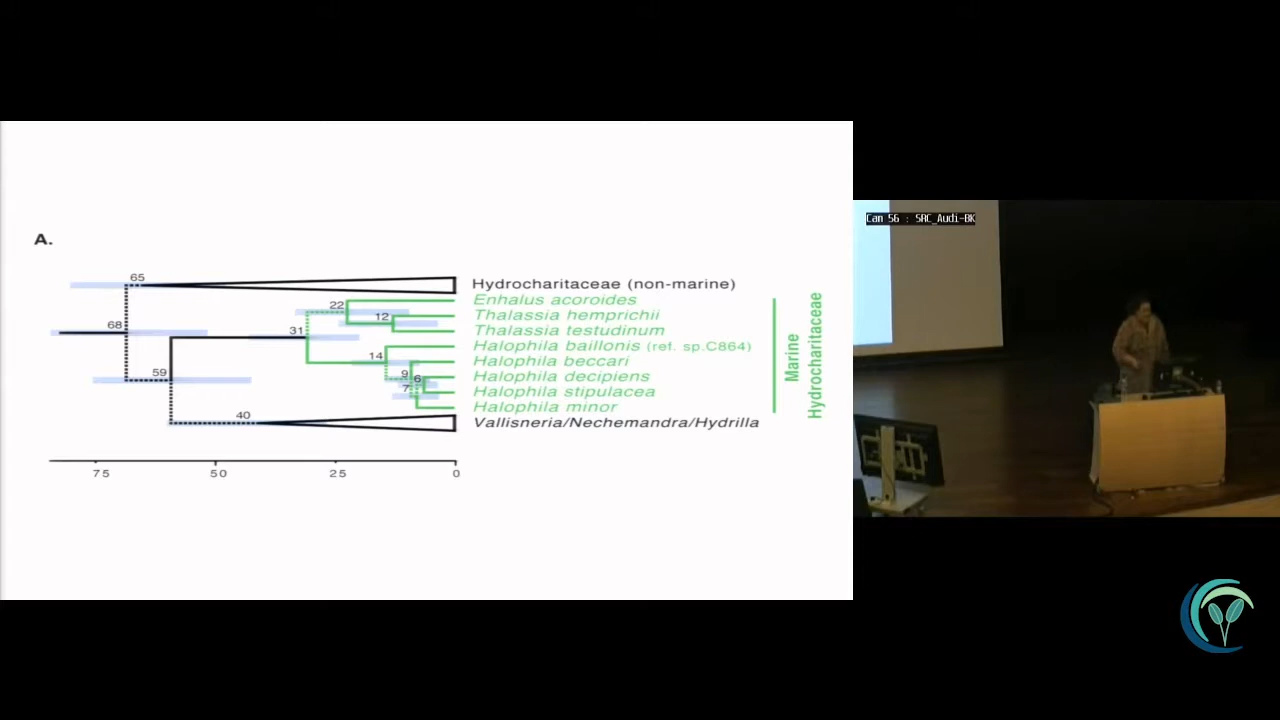 A.
65
Hydrocharitaceae (non-marine)
22
Enhalus acoroides
12
Thalassia hemprichii
68
31
Thalassia testudinum
14
Halophila baillonis (ref. sp.C864)
Halophila beccari
59
9
6
Halophila decipiens
7
Halophila stipulacea
Halophila minor
40
Vallisneria/Nechemandra/Hydrilla
Marine
Hydrocharitaceae
75 50 25 0
Cam 56 : SRC_Audi-BK